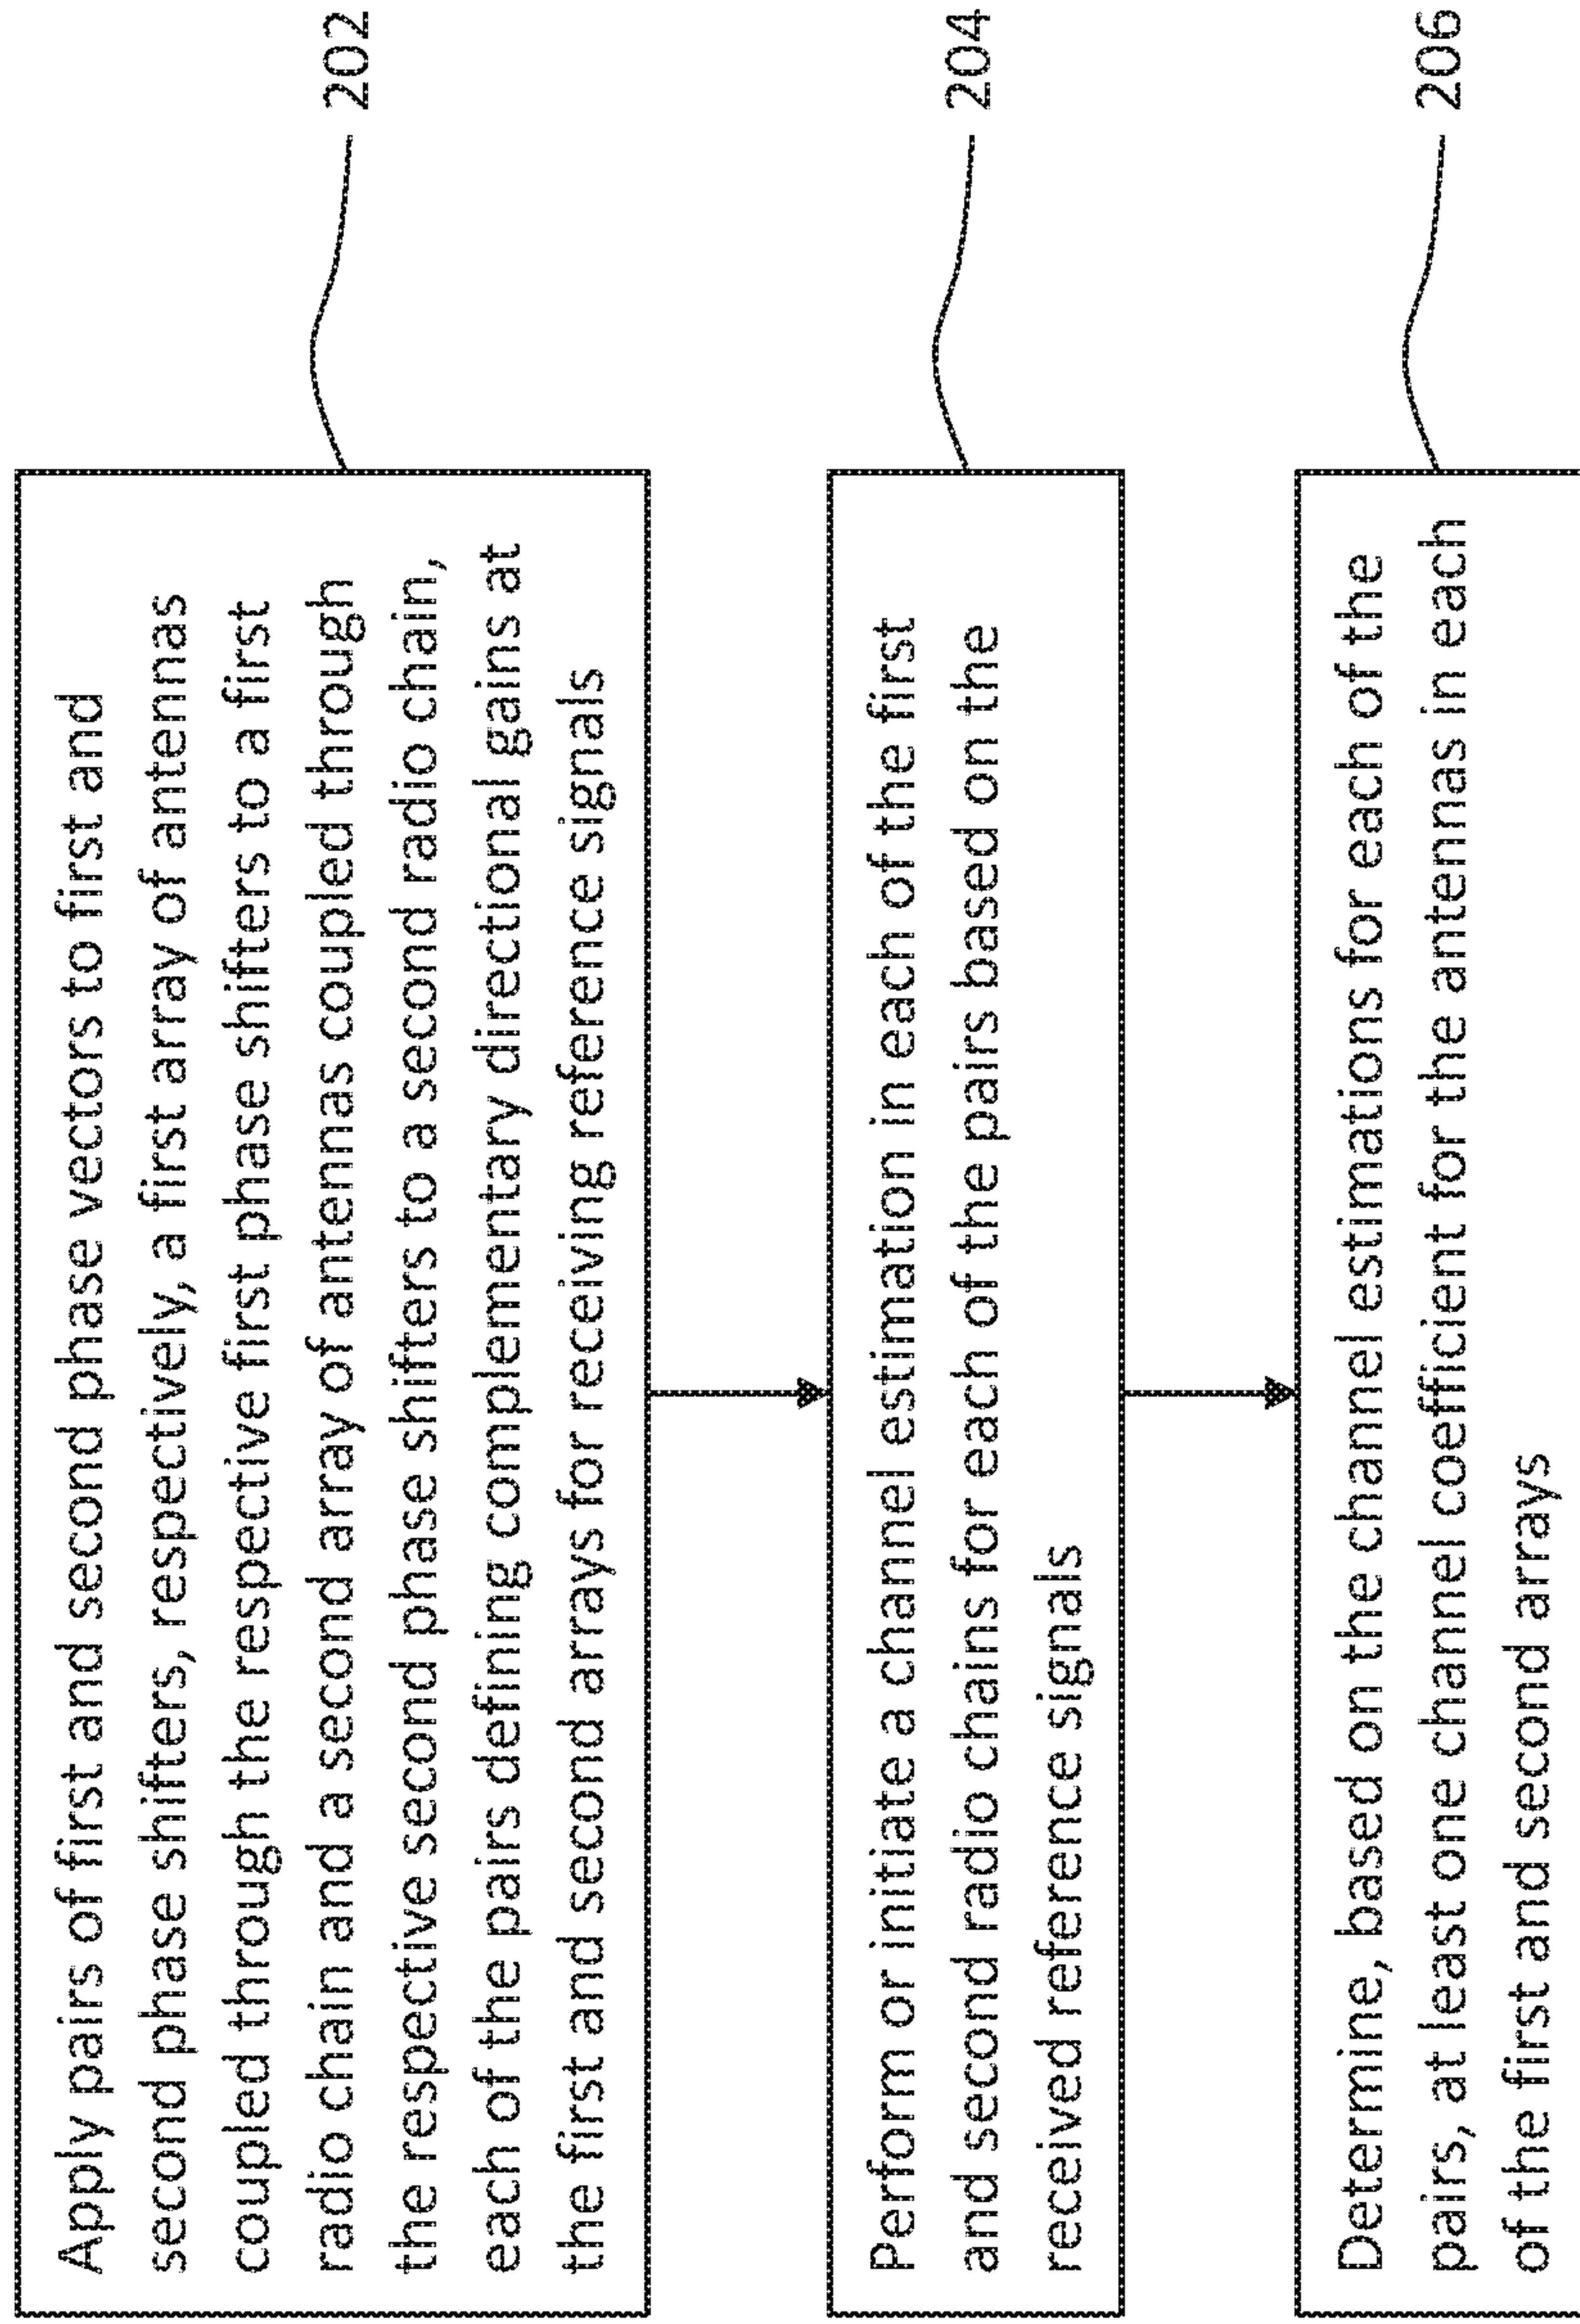 Apply pairs of first and second phase vectors to first and
second phase shifters, respectively, a first array of antennas
coupled through the respective first phase shifters to a first
radio chain and a second array of antennas coupled through
the respective second phase shifters to a second radio chain,
each of the pairs defining complementary directional gains at
the first and second arrays for receiving reference signals
202
Perform or initiate a channel estimation in each of the first
and second radio chains for each of the pairs based on the
received reference signals
204
Determine, based on the channel estimations for each of the
pairs, at least one channel coefficient for the antennas in each
of the first and second arrays
206